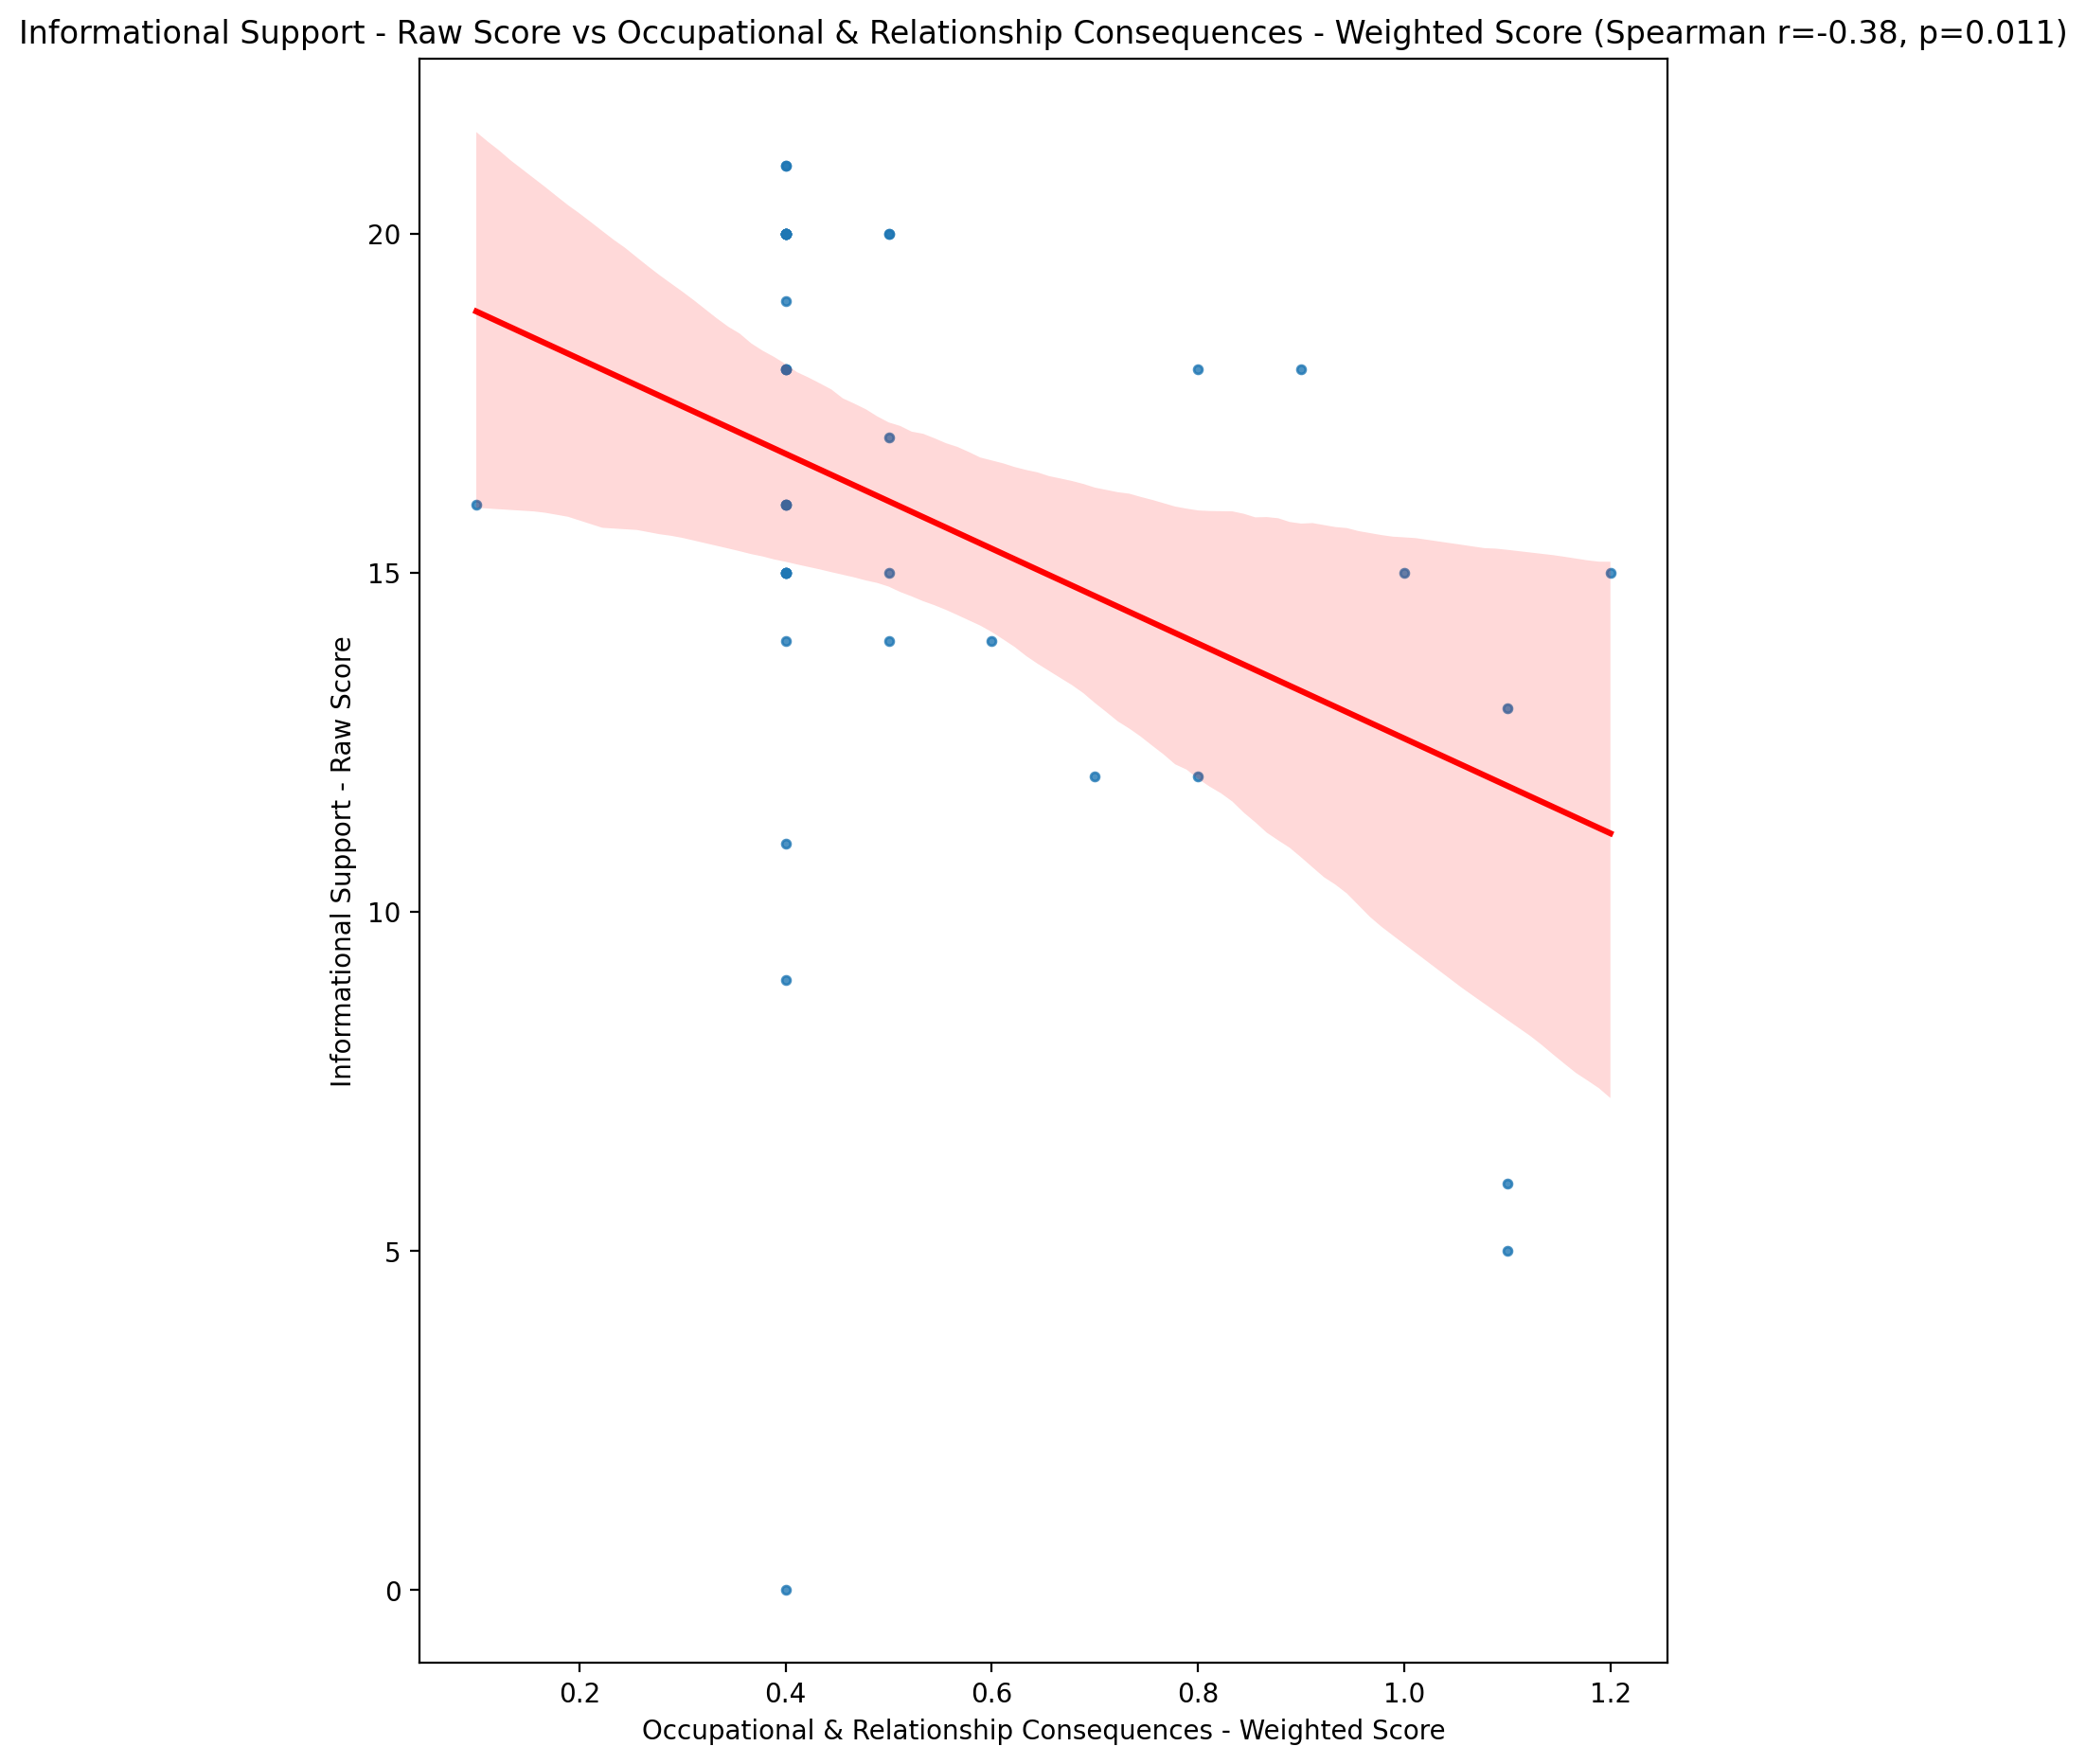 Informational Support - Raw Score vs Occupational & Relationship Consequences - Weighted Score (Spearman r=-0.38, p=0.011)
Informational Support - Raw Score
20
15
10
5
0
0.2 0.4 0.6 0.8 1.0 1.2
Occupational & Relationship Consequences - Weighted Score